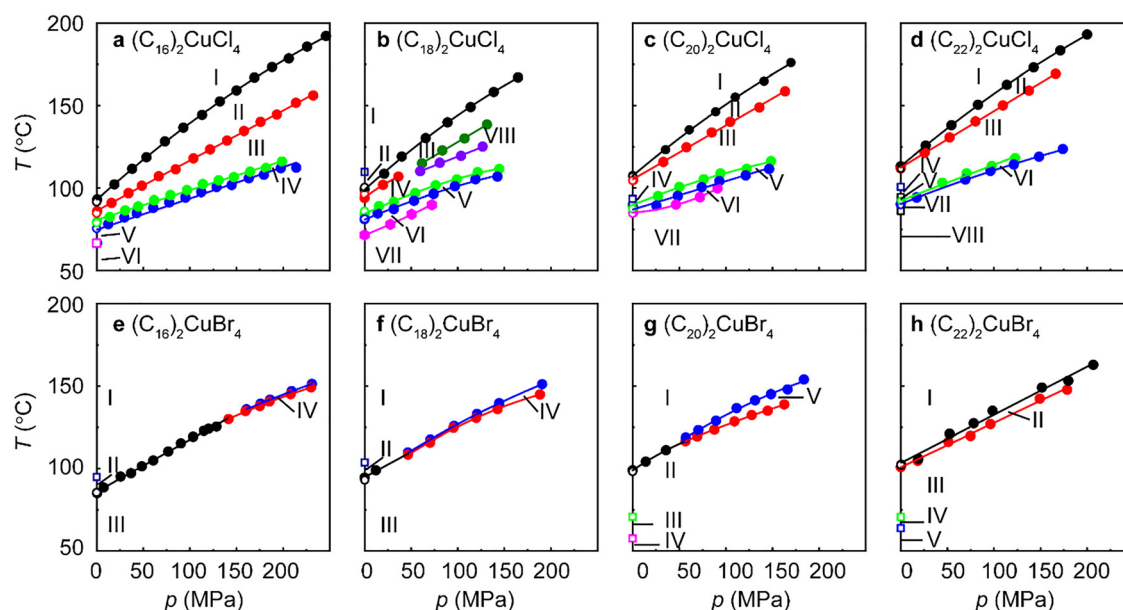 200
150
100
50
T (°C)
a (C16)2CuCl4
I
II
III
IV
V
VI
b (C18)2CuCl4
I
II
III
VIII
IV
V
VI
VII
c (C20)2CuCl4
I
II
III
IV
V
VI
VII
d (C22)2CuCl4
I
II
III
IV
V
VI
VII
VIII
200
150
100
50
T (°C)
e (C16)2CuBr4
I
II
III
IV
f (C18)2CuBr4
I
II
III
IV
g (C20)2CuBr4
I
II
III
IV
V
h (C22)2CuBr4
I
II
III
IV
V
0 50 100 150 200
0 50 100 150 200
0 50 100 150 200
0 50 100 150 200
p (MPa)
p (MPa)
p (MPa)
p (MPa)